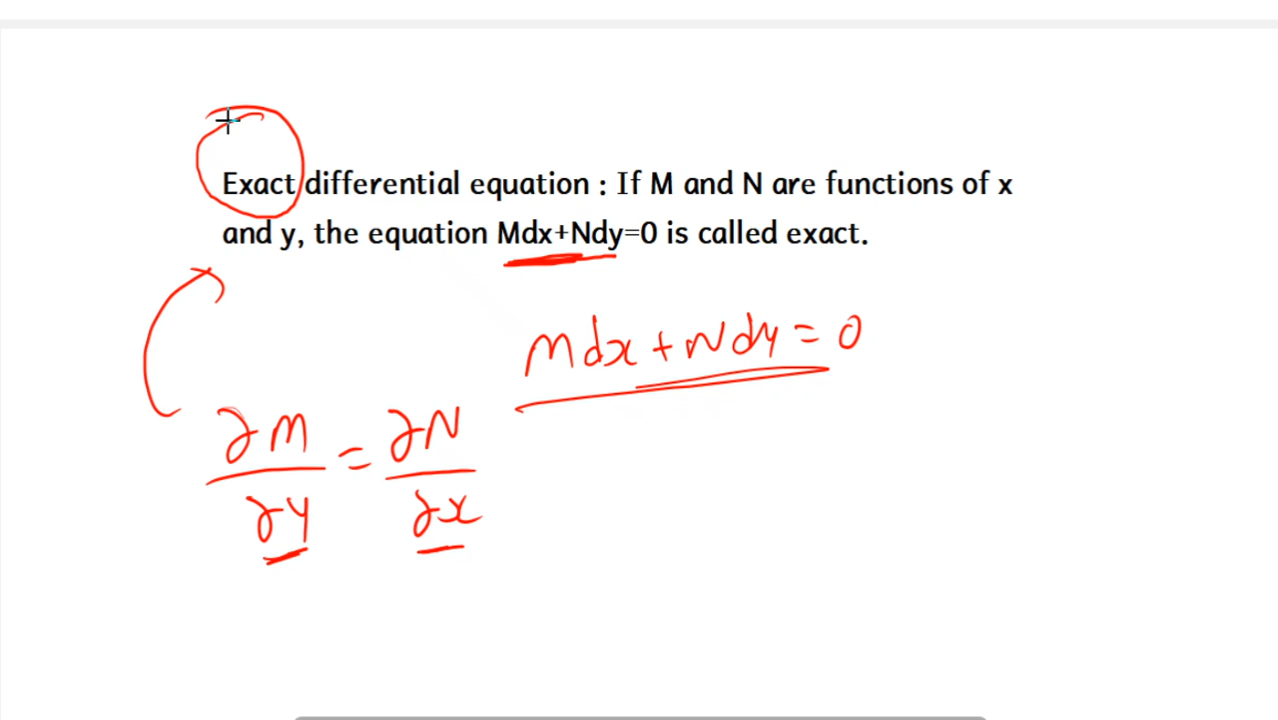 Exact differential equation : If M and N are functions of x
and y, the equation Mdx+Ndy=0 is called exact.
Mdx+Ndy=0
∂M/∂y = ∂N/∂x